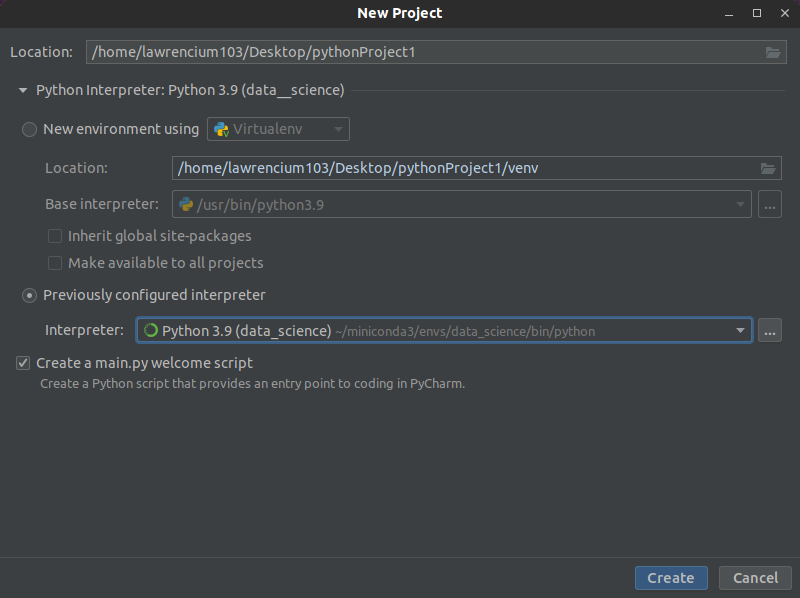 New Project
Location: /home/lawrencium103/Desktop/pythonProject1
Python Interpreter: Python 3.9 (data__science)
New environment using Virtualenv
Location: /home/lawrencium103/Desktop/pythonProject1/venv
Base interpreter: /usr/bin/python3.9 ...
Inherit global site-packages
Make available to all projects
Previously configured interpreter
Interpreter: Python 3.9 (data_science) ~/miniconda3/envs/data_science/bin/python ...
Create a main.py welcome script
Create a Python script that provides an entry point to coding in PyCharm.
Create Cancel